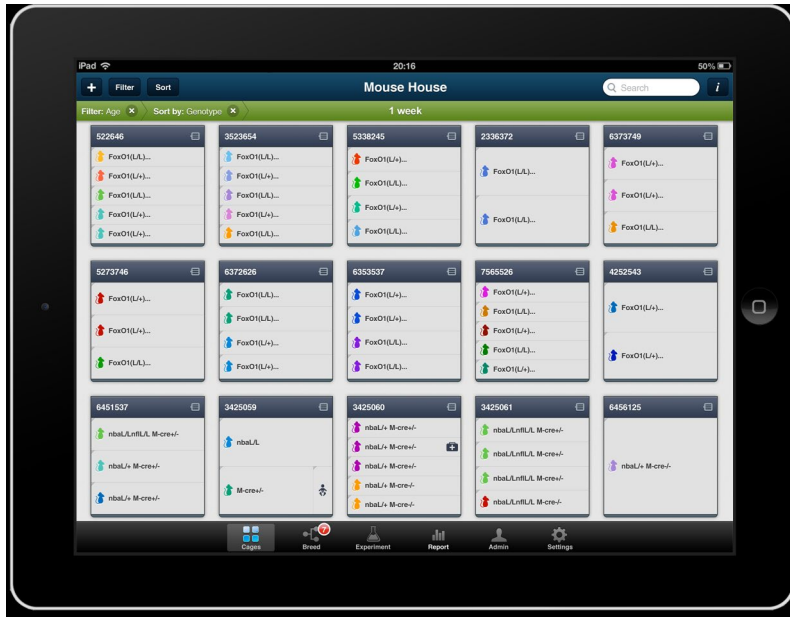 iPad 20:16 50%
+ Filter Sort Mouse House Search i
Filter: Age × Sort by: Genotype × 1 week
522646 3523654 5338245 2336372 6373749
FoxO1(L/L)...
FoxO1(L/+)...
FoxO1(L/L)...
FoxO1(L/+)...
FoxO1(L/+)...
FoxO1(L/L)...
FoxO1(L/+)...
FoxO1(L/L)...
FoxO1(L/+)...
FoxO1(L/L)...
FoxO1(L/+)...
FoxO1(L/L)...
FoxO1(L/+)...
FoxO1(L/L)...
FoxO1(L/L)...
FoxO1(L/L)...
FoxO1(L/+)...
FoxO1(L/+)...
FoxO1(L/L)...
5273746 6372626 6353537 7565526 4252543
FoxO1(L/+)...
FoxO1(L/+)...
FoxO1(L/L)...
FoxO1(L/L)...
FoxO1(L/L)...
FoxO1(L/+)...
FoxO1(L/+)...
FoxO1(L/+)...
FoxO1(L/+)...
FoxO1(L/L)...
FoxO1(L/L)...
FoxO1(L/+)...
FoxO1(L/L)...
FoxO1(L/+)...
FoxO1(L/L)...
FoxO1(L/+)...
FoxO1(L/+)...
FoxO1(L/+)...
6451537 3425059 3425060 3425061 6456125
nbaL/LnflL/L M-cre+/-
nbaL/+ M-cre+/-
nbaL/+ M-cre+/-
nbaL/L
M-cre+/-
nbaL/+ M-cre+/-
nbaL/+ M-cre+/-
nbaL/+ M-cre+/-
nbaL/+ M-cre-/-
nbaL/+ M-cre-/-
nbaL/LnflL/L M-cre+/-
nbaL/LnflL/L M-cre+/-
nbaL/LnflL/L M-cre+/-
nbaL/LnflL/L M-cre-/-
nbaL/+ M-cre-/-
7
Cages Breed Experiment Report Admin Settings